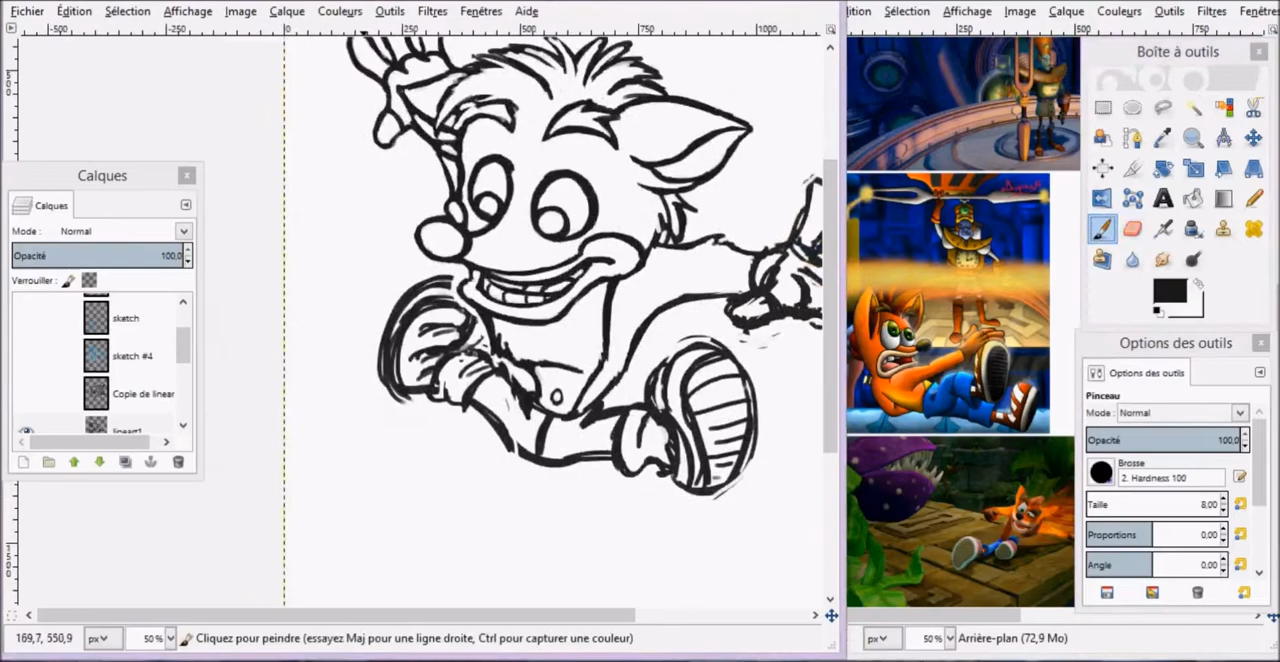 Fichier Édition Sélection Affichage Image Calque Couleurs Outils Filtres Fenêtres Aide
-500 -250 0 250 500 750 1000
Calques
Calques
Mode : Normal
Opacité 100,0
Verrouiller :
sketch
sketch #4
Copie de linear
lineart1
169,7, 550,9 px 50 % Cliquez pour peindre (essayez Maj pour une ligne droite, Ctrl pour capturer une couleur)
ition Sélection Affichage Image Calque Couleurs Outils Filtres Fenêtre
250 500 750
Boîte à outils
Options des outils
Options des outils
Pinceau
Mode : Normal
Opacité 100,0
Brosse
2. Hardness 100
Taille 8,00
Proportions 0,00
Angle 0,00
px 50 % Arrière-plan (72,9 Mo)